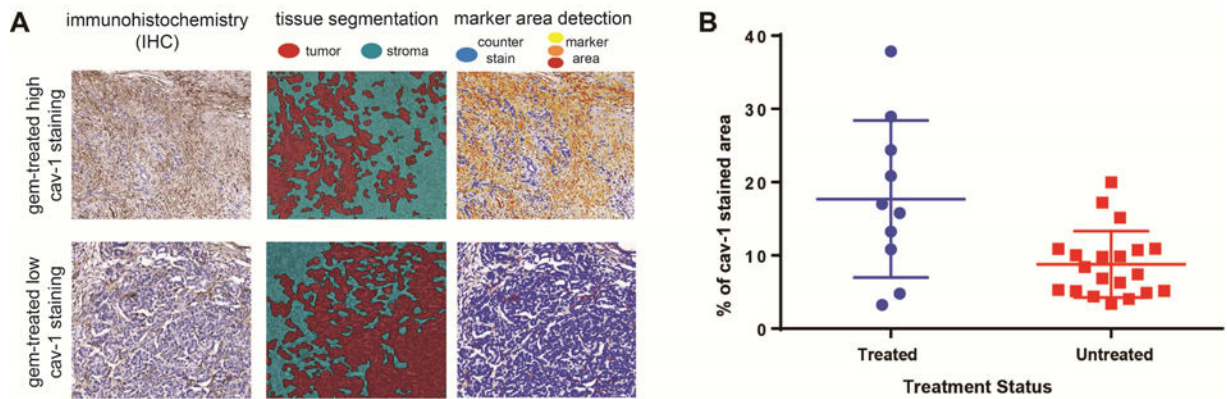 A
immunohistochemistry
(IHC)
tissue segmentation
tumor
stroma
marker area detection
counter
stain
marker
area
gem-treated high
cav-1 staining
gem-treated low
cav-1 staining
B
% of cav-1 stained area
40
30
20
10
0
Treated
Untreated
Treatment Status